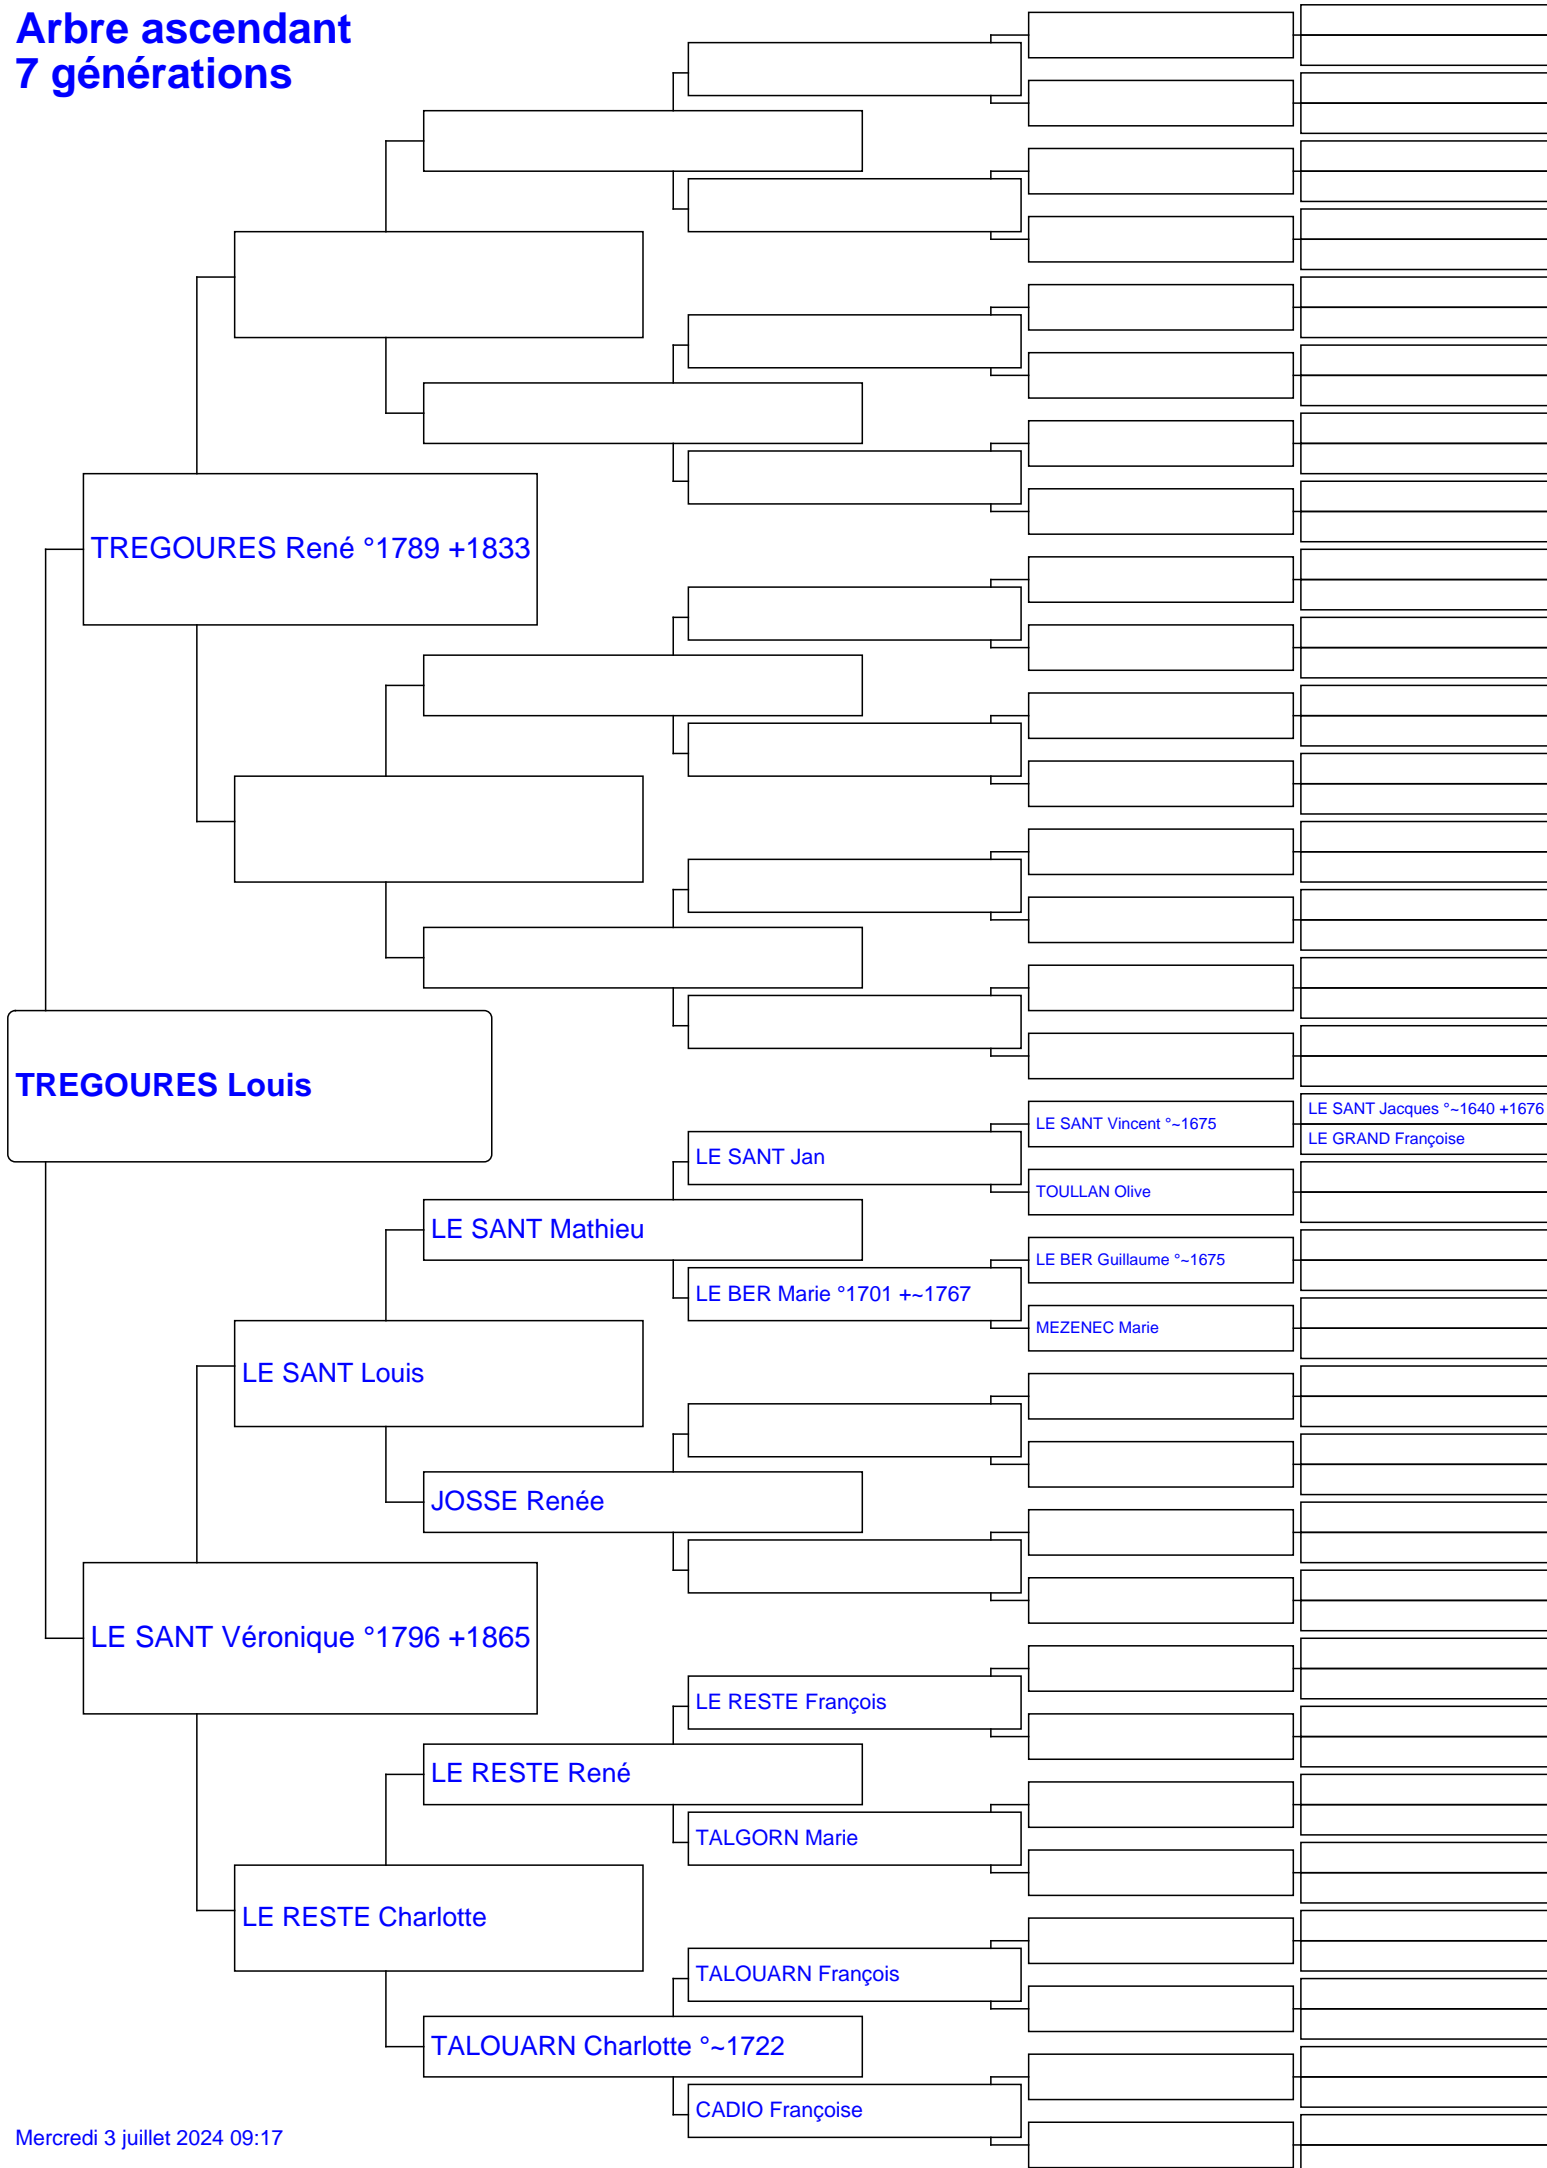 Arbre ascendant
7 générations
TREGOURES René °1789 +1833
TREGOURES Louis
LE SANT Jacques °~1640 +1676
LE SANT Vincent °~1675
LE GRAND Françoise
LE SANT Jan
TOULLAN Olive
LE SANT Mathieu
LE BER Guillaume °~1675
LE BER Marie °1701 +~1767
MEZENEC Marie
LE SANT Louis
JOSSE Renée
LE SANT Véronique °1796 +1865
LE RESTE François
LE RESTE René
TALGORN Marie
LE RESTE Charlotte
TALOUARN François
TALOUARN Charlotte °~1722
CADIO Françoise
Mercredi 3 juillet 2024 09:17